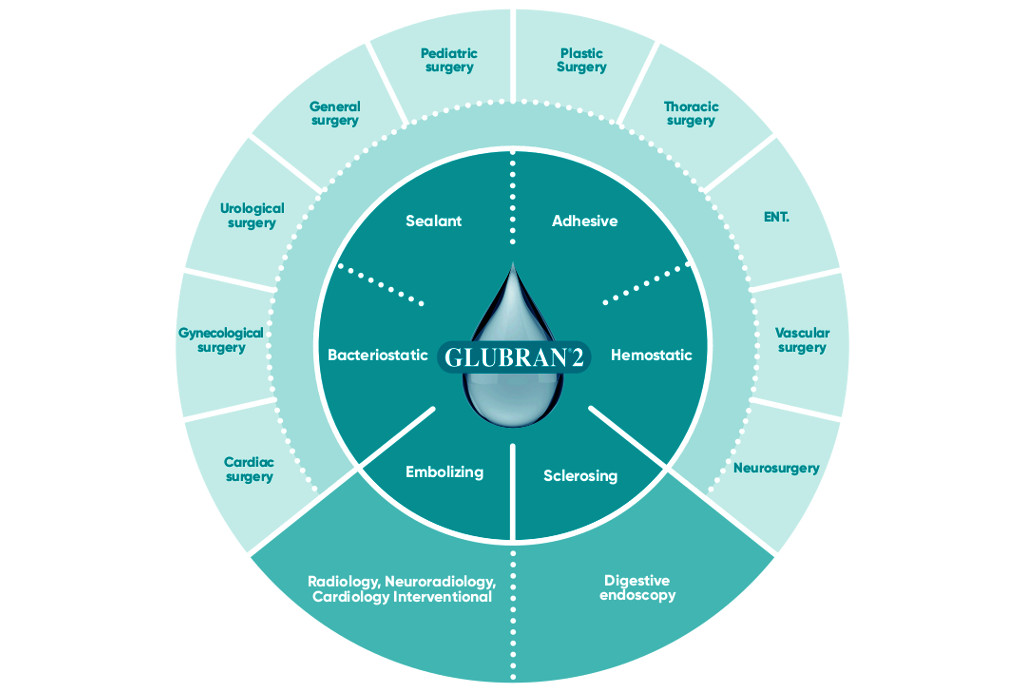 Pediatric
surgery
Plastic
Surgery
General
surgery
Thoracic
surgery
Urological
surgery
Sealant
Adhesive
ENT.
Gynecological
surgery
Bacteriostatic
GLUBRAN®2
Hemostatic
Vascular
surgery
Cardiac
surgery
Embolizing
Sclerosing
Neurosurgery
Radiology, Neuroradiology,
Cardiology Interventional
Digestive
endoscopy